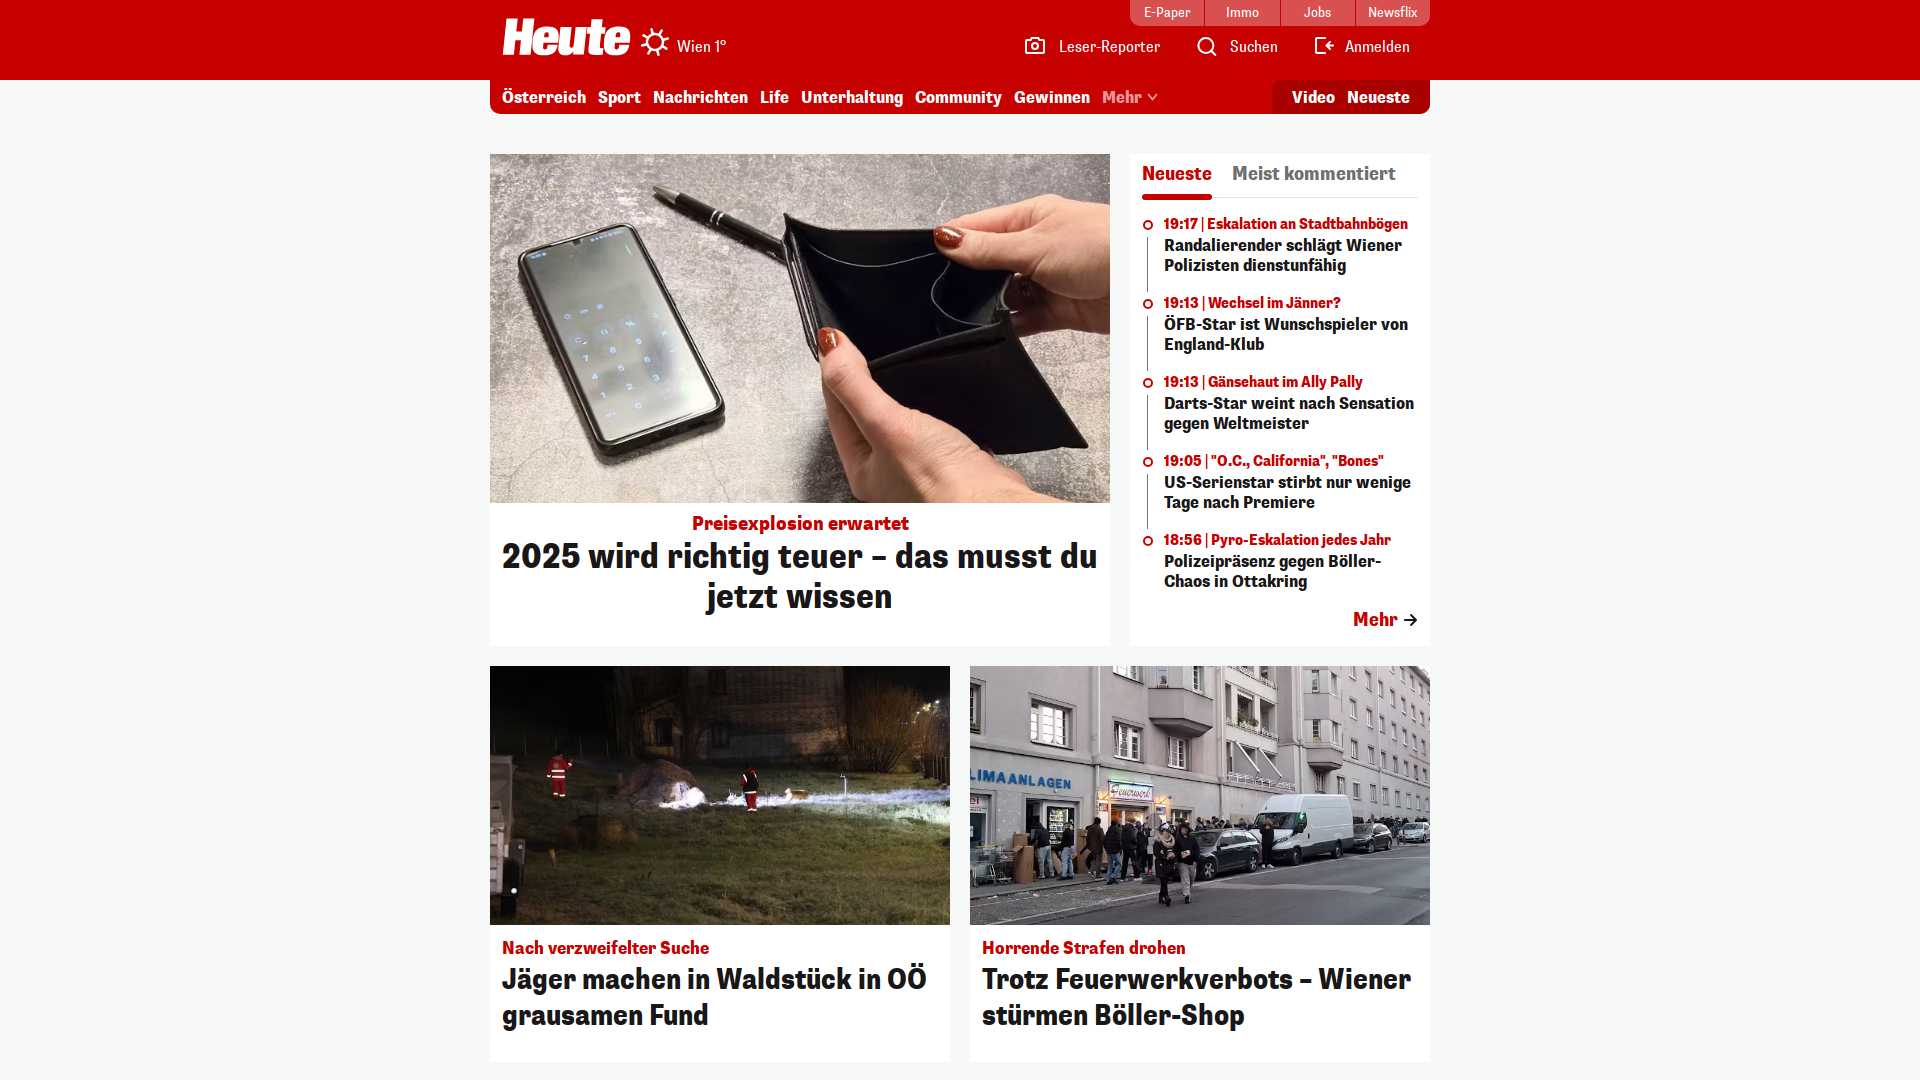 E-Paper
Immo
Jobs
Newsflix
Heute
Wien 1°
Leser-Reporter
Suchen
Anmelden
Österreich
Sport
Nachrichten
Life
Unterhaltung
Community
Gewinnen
Mehr
Video
Neueste
Preisexplosion erwartet
2025 wird richtig teuer – das musst du
jetzt wissen
Neueste
Meist kommentiert
19:17 | Eskalation an Stadtbahnbögen
Randalierender schlägt Wiener
Polizisten dienstunfähig
19:13 | Wechsel im Jänner?
ÖFB-Star ist Wunschspieler von
England-Klub
19:13 | Gänsehaut im Ally Pally
Darts-Star weint nach Sensation
gegen Weltmeister
19:05 | "O.C., California", "Bones"
US-Serienstar stirbt nur wenige
Tage nach Premiere
18:56 | Pyro-Eskalation jedes Jahr
Polizeipräsenz gegen Böller-
Chaos in Ottakring
Mehr
LIMAANLAGEN
Feuerwerk
Nach verzweifelter Suche
Jäger machen in Waldstück in OÖ
grausamen Fund
Horrende Strafen drohen
Trotz Feuerwerkverbots – Wiener
stürmen Böller-Shop